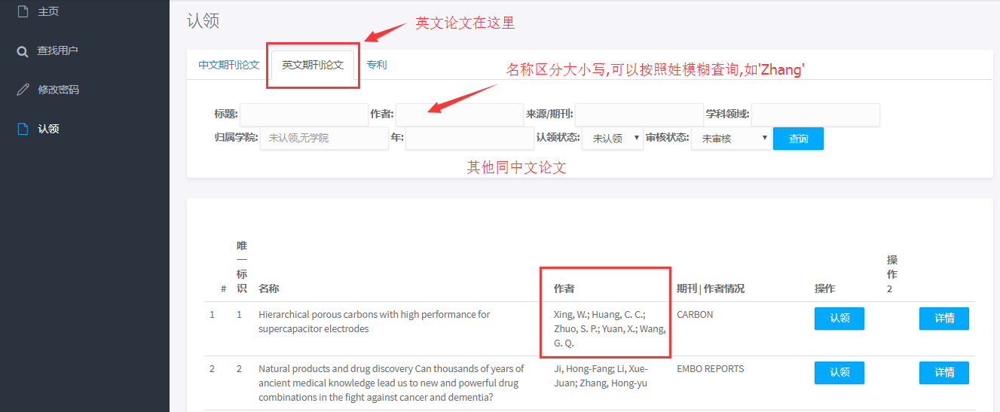 主页
查找用户
修改密码
认领
认领
英文论文在这里
中文期刊论文 英文期刊论文 专利
名称区分大小写,可以按照姓模糊查询,如'Zhang'
标题: 作者: 来源/期刊: 学科领域:
归属学院: 未认领,无学院 年: 认领状态: 未认领 审核状态: 未审核 查询
其他同中文论文
# 唯一标识 名称 作者 期刊 | 作者情况 操作 操作2
1 1 Hierarchical porous carbons with high performance for Xing, W.; Huang, C. C.; CARBON 认领 详情
supercapacitor electrodes Zhuo, S. P.; Yuan, X.; Wang,
G. Q.
2 2 Natural products and drug discovery Can thousands of years of Ji, Hong-Fang; Li, Xue- EMBO REPORTS 认领 详情
ancient medical knowledge lead us to new and powerful drug Juan; Zhang, Hong-yu
combinations in the fight against cancer and dementia?